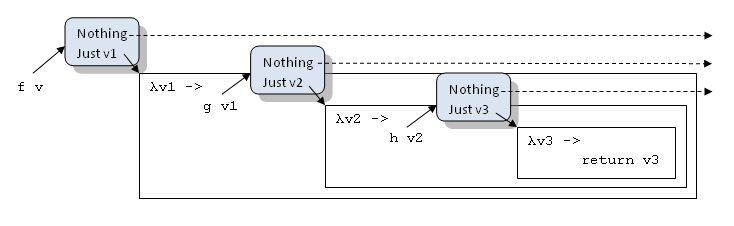 Nothing
Just v1
f v
λv1 ->
g v1
Nothing
Just v2
λv2 ->
h v2
Nothing
Just v3
λv3 ->
return v3